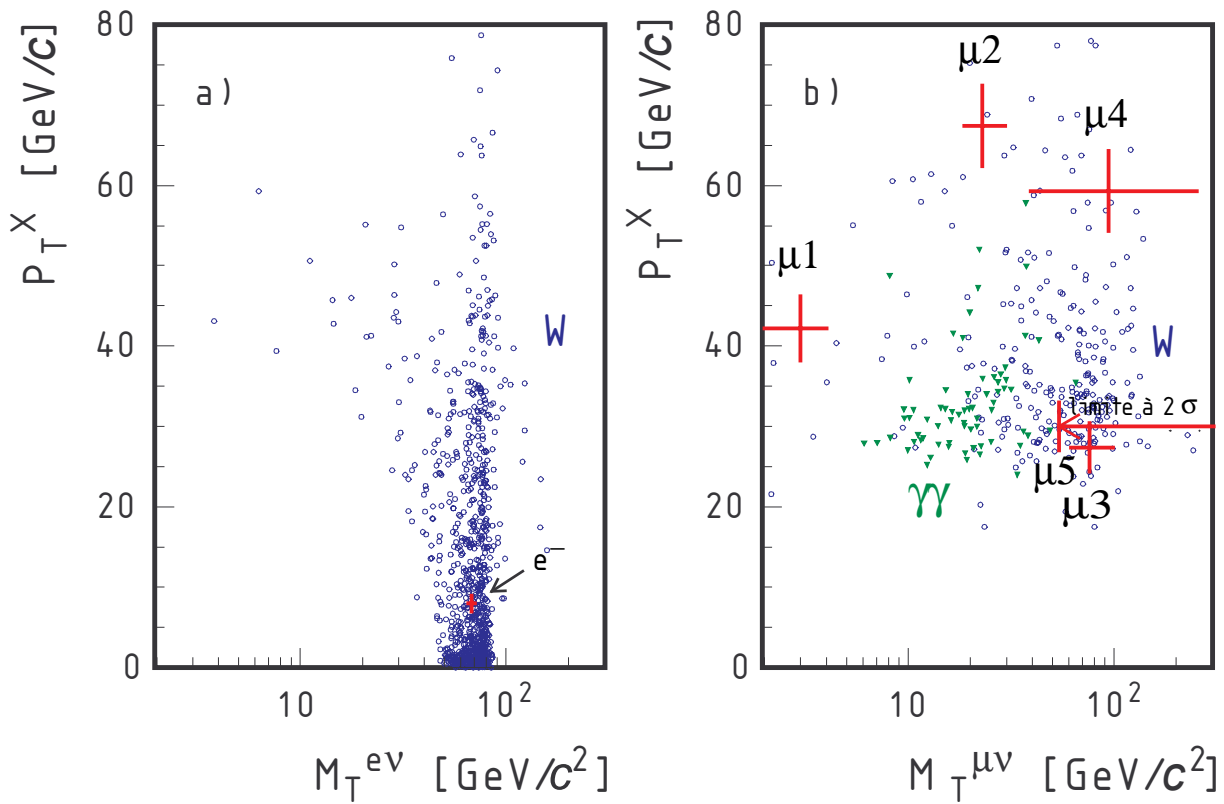 a)
P_T^X [GeV/c]
80
60
40
20
0
W
e⁻
10
10²
M_T^eν [GeV/c²]
b)
P_T^X [GeV/c]
80
60
40
20
0
μ2
μ4
μ1
W
limite à 2 σ
μ5
μ3
γγ
10
10²
M_T^μν [GeV/c²]